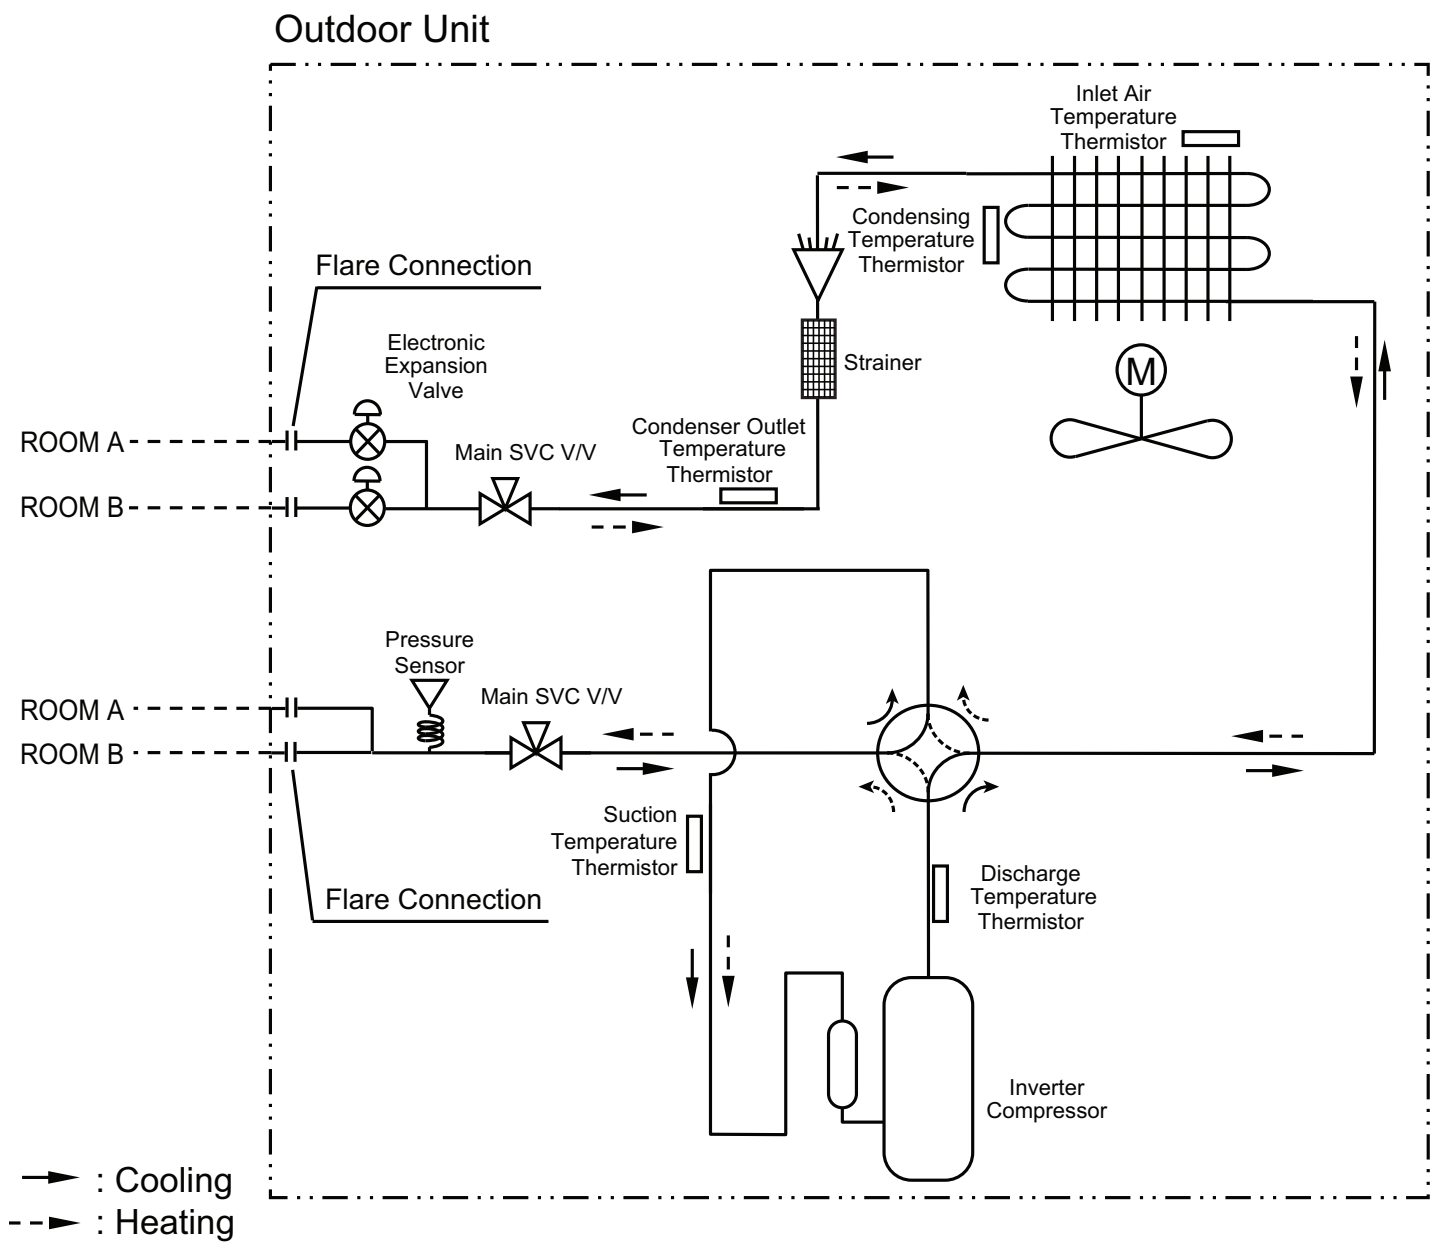 Outdoor Unit
Inlet Air
Temperature
Thermistor
Condensing
Temperature
Thermistor
Flare Connection
Electronic
Expansion
Valve
Strainer
M
Condenser Outlet
Temperature
Thermistor
ROOM A
Main SVC V/V
ROOM B
Pressure
Sensor
Main SVC V/V
ROOM A
ROOM B
Suction
Temperature
Thermistor
Flare Connection
Discharge
Temperature
Thermistor
Inverter
Compressor
: Cooling
: Heating